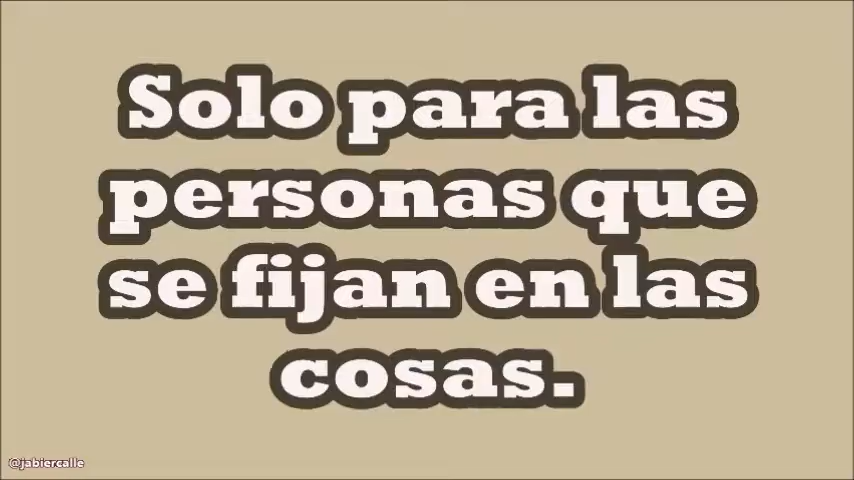 Solo para las
personas que
se fijan en las
cosas.
@jabiercalle